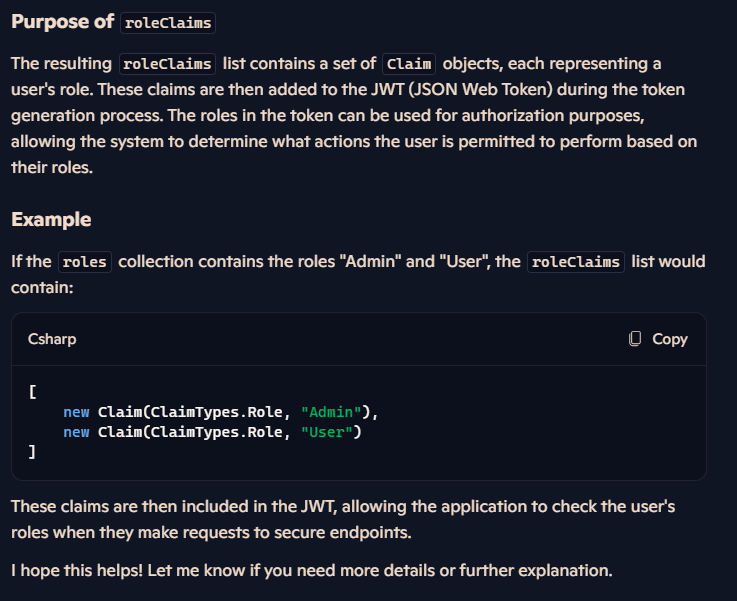 Purpose of roleClaims
The resulting roleClaims list contains a set of Claim objects, each representing a
user's role. These claims are then added to the JWT (JSON Web Token) during the token
generation process. The roles in the token can be used for authorization purposes,
allowing the system to determine what actions the user is permitted to perform based on
their roles.
Example
If the roles collection contains the roles "Admin" and "User", the roleClaims list would
contain:
Csharp Copy
[
    new Claim(ClaimTypes.Role, "Admin"),
    new Claim(ClaimTypes.Role, "User")
]
These claims are then included in the JWT, allowing the application to check the user's
roles when they make requests to secure endpoints.
I hope this helps! Let me know if you need more details or further explanation.